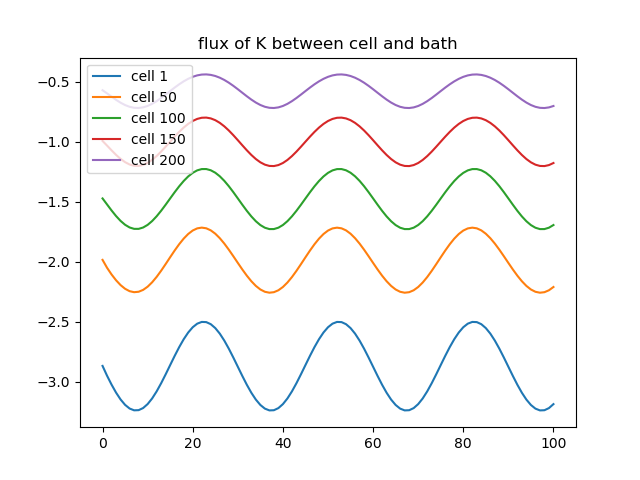 flux of K between cell and bath
cell 1
cell 50
cell 100
cell 150
cell 200
−0.5
−1.0
−1.5
−2.0
−2.5
−3.0
0
20
40
60
80
100